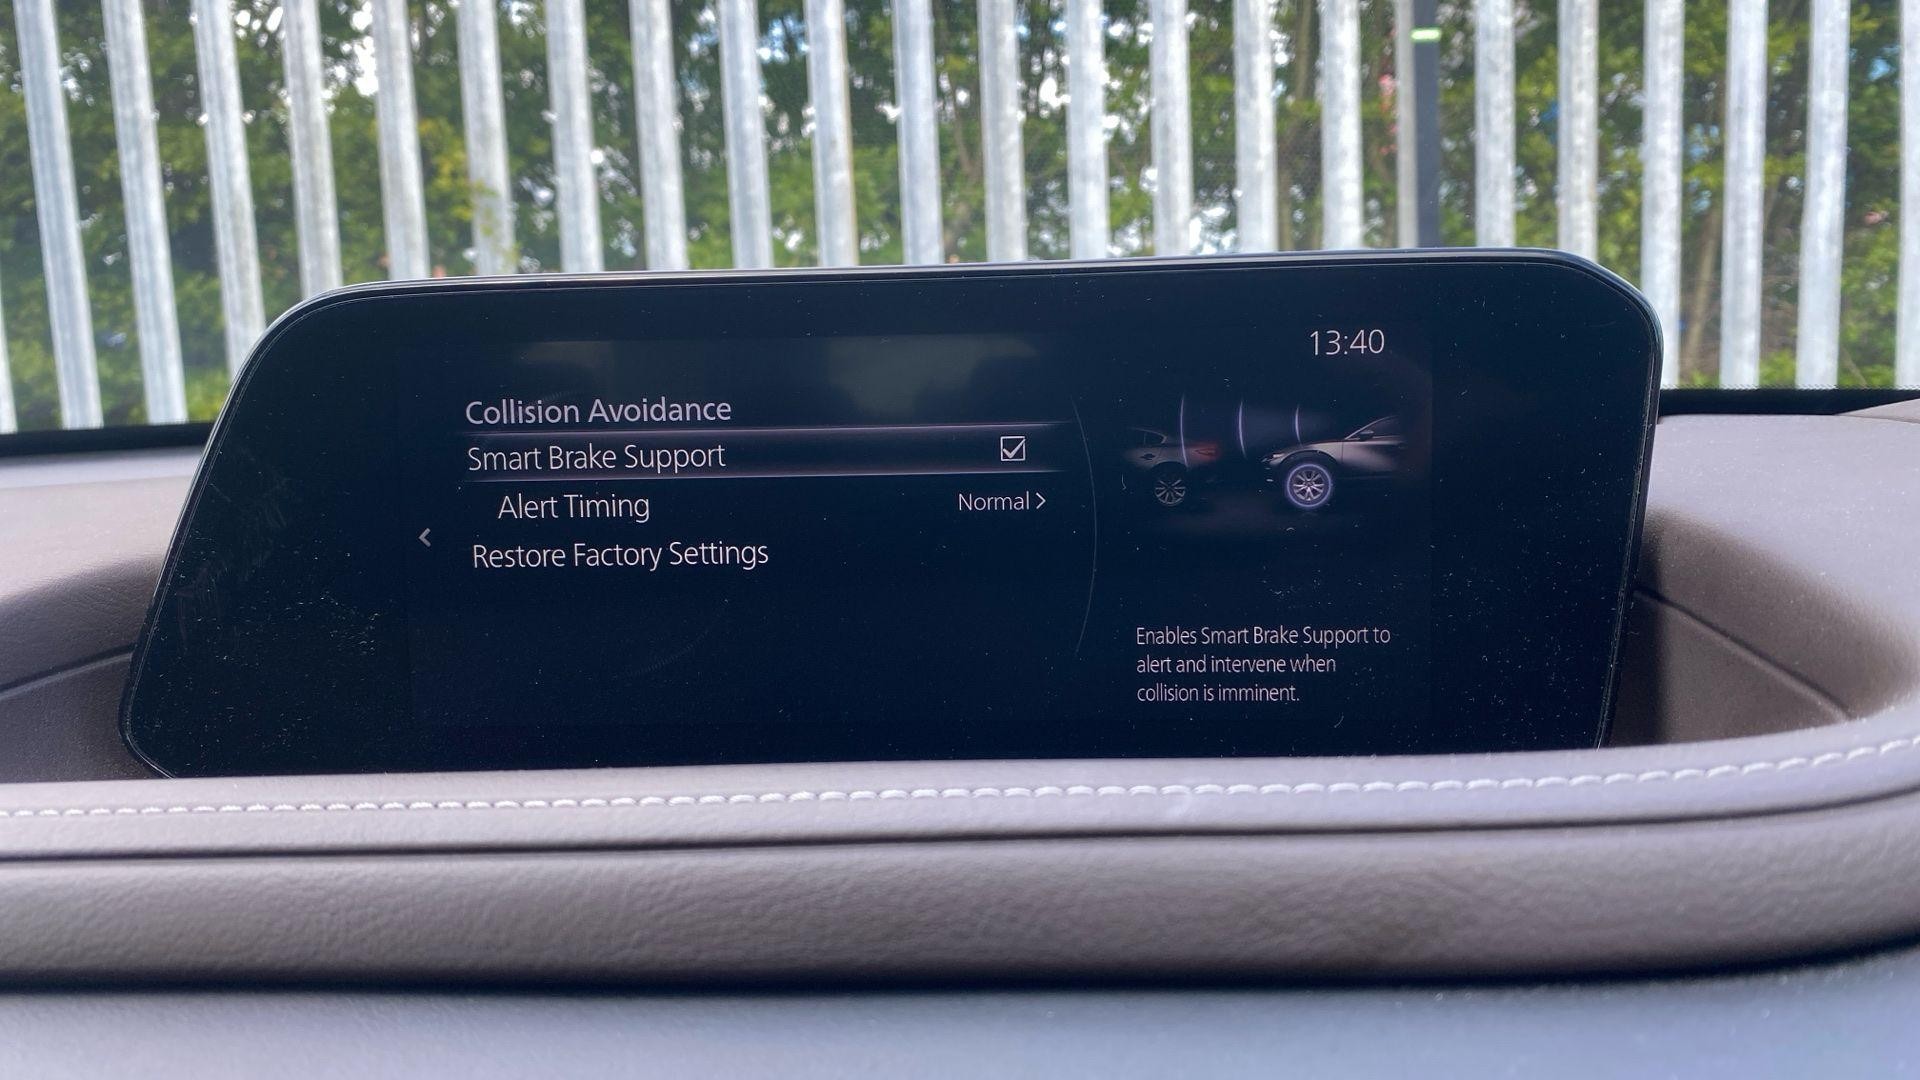 13:40
Collision Avoidance
Smart Brake Support
Alert Timing Normal >
Restore Factory Settings
Enables Smart Brake Support to
alert and intervene when
collision is imminent.